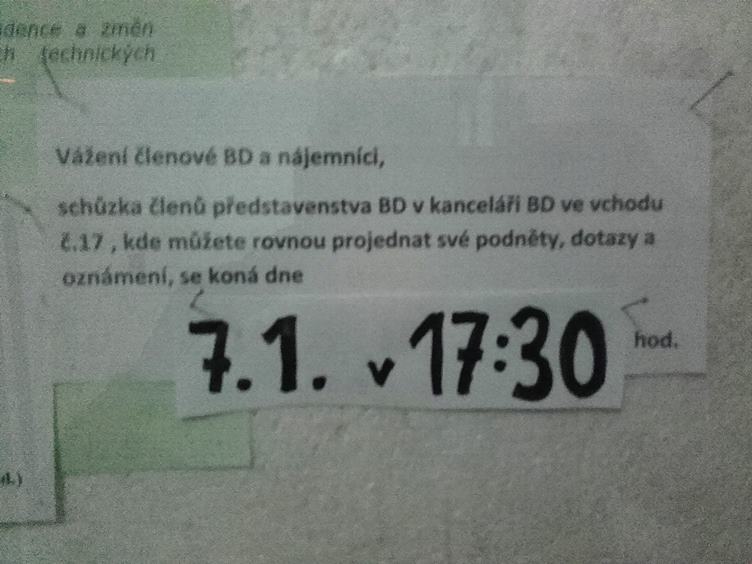 dence a změn
ch technických
Vážení členové BD a nájemníci,
schůzka členů představenstva BD v kanceláři BD ve vchodu
č.17 , kde můžete rovnou projednat své podněty, dotazy a
oznámení, se koná dne
7.1. v 17:30 hod.